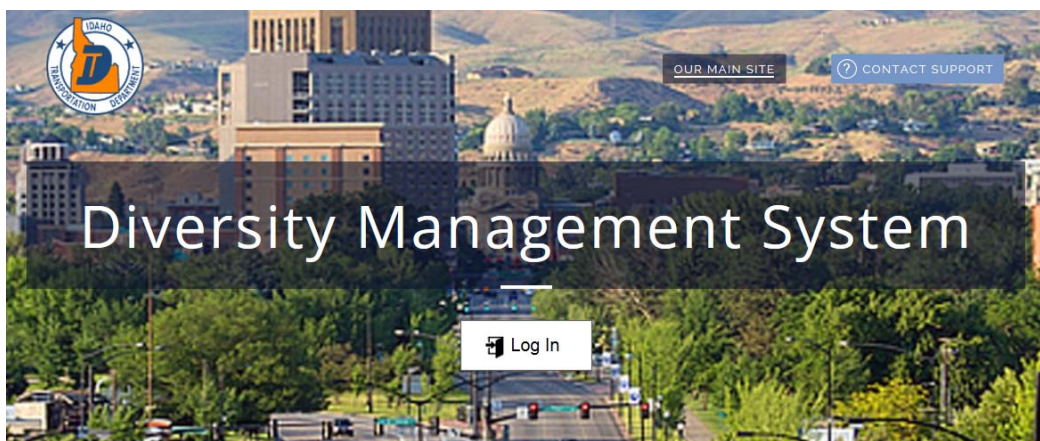 IDAHO
TRANSPORTATION DEPARTMENT
D
OUR MAIN SITE
? CONTACT SUPPORT
Diversity Management System
Log In